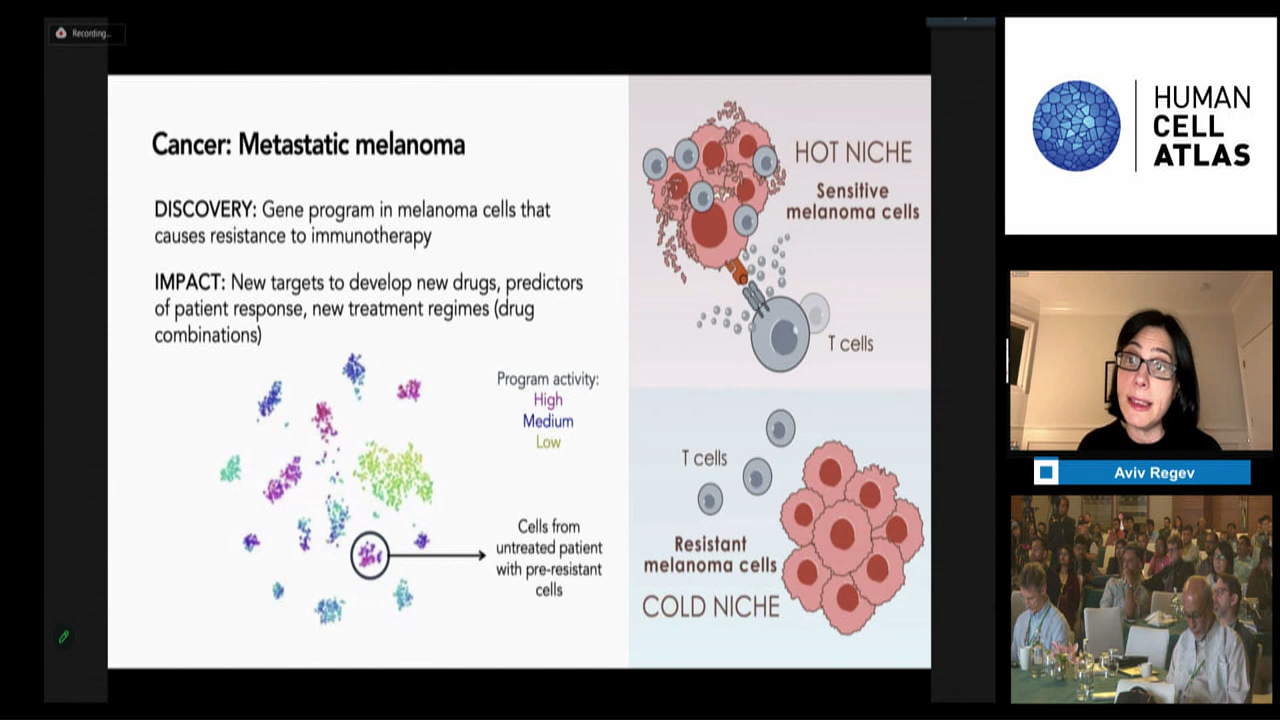 Recording...
Cancer: Metastatic melanoma
DISCOVERY: Gene program in melanoma cells that
causes resistance to immunotherapy
IMPACT: New targets to develop new drugs, predictors
of patient response, new treatment regimes (drug
combinations)
Program activity:
High
Medium
Low
Cells from
untreated patient
with pre-resistant
cells
HOT NICHE
Sensitive
melanoma cells
T cells
T cells
Resistant
melanoma cells
COLD NICHE
HUMAN
CELL
ATLAS
Aviv Regev